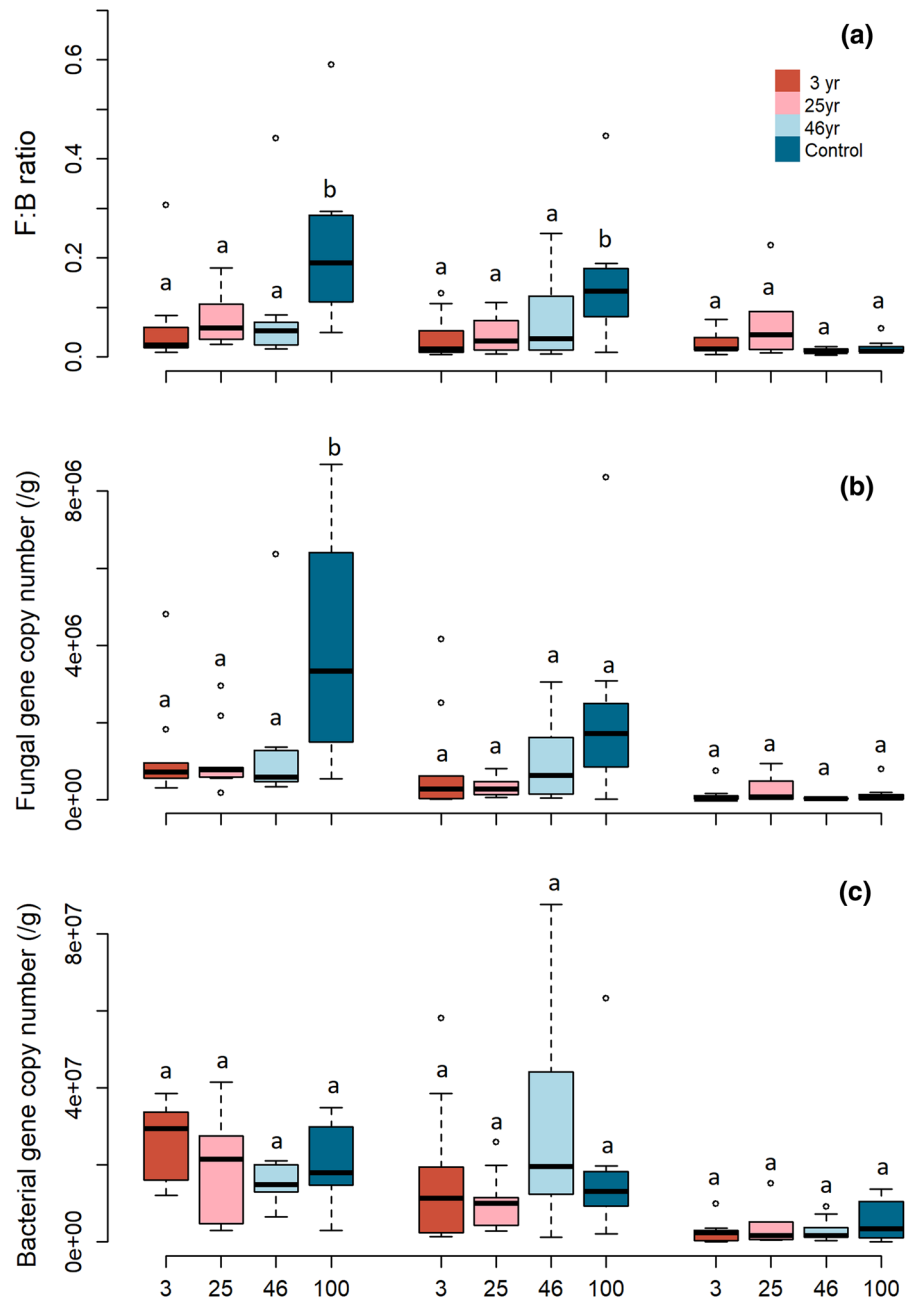 (a)
F:B ratio
0.6
0.4
0.2
0.0
3 yr
25yr
46yr
Control
a a a b
a a a b
a a a a
(b)
Fungal gene copy number (/g)
8e+06
4e+06
0e+00
a a a b
a a a a
a a a a
(c)
Bacterial gene copy number (/g)
8e+07
4e+07
0e+00
a a a a
a a a a
a a a a
3 25 46 100 3 25 46 100 3 25 46 100